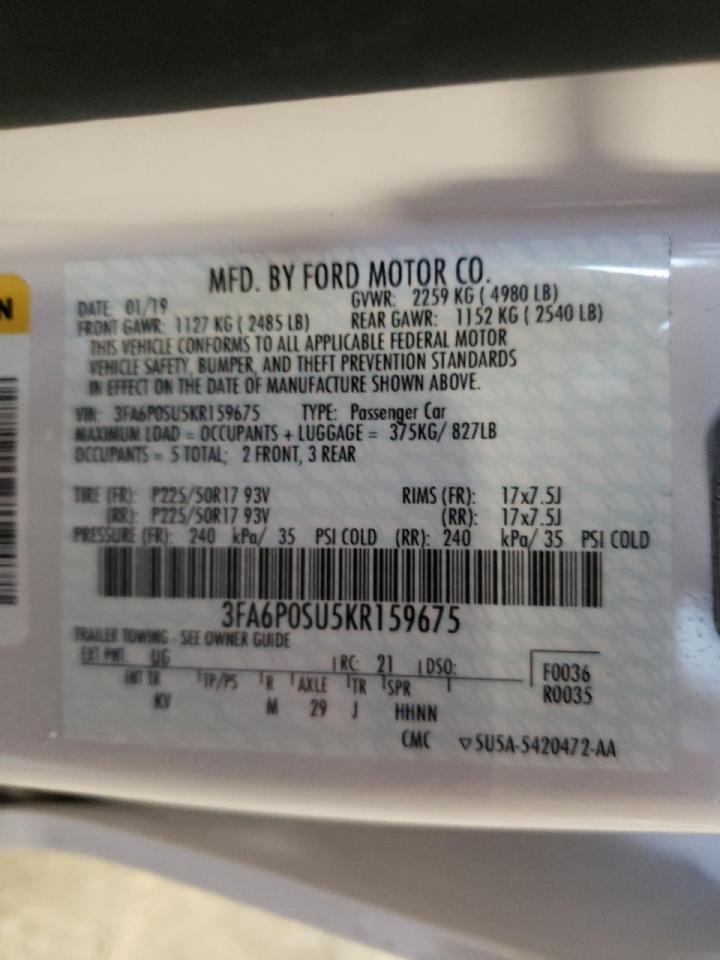 N
MFD. BY FORD MOTOR CO.
DATE: 01/19 GVWR: 2259 KG ( 4980 LB)
FRONT GAWR: 1127 KG ( 2485 LB) REAR GAWR: 1152 KG ( 2540 LB)
THIS VEHICLE CONFORMS TO ALL APPLICABLE FEDERAL MOTOR
VEHICLE SAFETY, BUMPER, AND THEFT PREVENTION STANDARDS
IN EFFECT ON THE DATE OF MANUFACTURE SHOWN ABOVE.
VIN: 3FA6P0SU5KR159675 TYPE: Passenger Car
MAXIMUM LOAD = OCCUPANTS + LUGGAGE = 375KG/ 827LB
OCCUPANTS = 5 TOTAL; 2 FRONT, 3 REAR
TIRE (FR): P225/50R17 93V RIMS (FR): 17x7.5J
(RR): P225/50R17 93V (RR): 17x7.5J
PRESSURE (FR): 240 kPa/ 35 PSI COLD (RR): 240 kPa/ 35 PSI COLD
3FA6P0SU5KR159675
TRAILER TOWING - SEE OWNER GUIDE
EXT PNT: UG RC: 21 DSO: F0036
INT TR TP/PS R AXLE TR SPR R0035
KV M 29 J HHNN
CMC ▽5U5A-5420472-AA